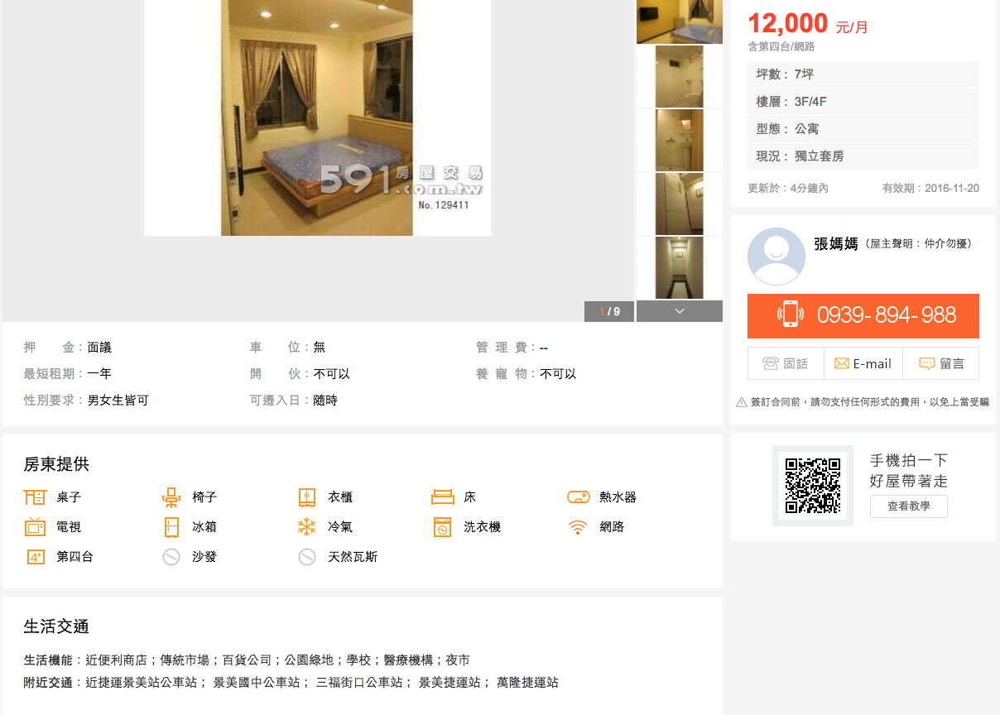 591房屋交易
.com.tw
No. 129411
1 / 9
12,000 元/月
含第四台/網路
坪數： 7坪
樓層： 3F/4F
型態： 公寓
現況： 獨立套房
更新於：4分鐘內 有效期：2016-11-20
張媽媽（屋主聲明：仲介勿擾）
0939-894-988
固話 E-mail 留言
簽訂合同前，請勿支付任何形式的費用，以免上當受騙
手機拍一下
好屋帶著走
查看教學
押 金：面議 車 位：無 管 理 費：--
最短租期：一年 開 伙：不可以 養 寵 物：不可以
性別要求：男女生皆可 可遷入日：隨時
房東提供
桌子 椅子 衣櫃 床 熱水器
電視 冰箱 冷氣 洗衣機 網路
4+ 第四台 沙發 天然瓦斯
生活交通
生活機能：近便利商店；傳統市場；百貨公司；公園綠地；學校；醫療機構；夜市
附近交通：近捷運景美站公車站； 景美國中公車站； 三福街口公車站； 景美捷運站； 萬隆捷運站